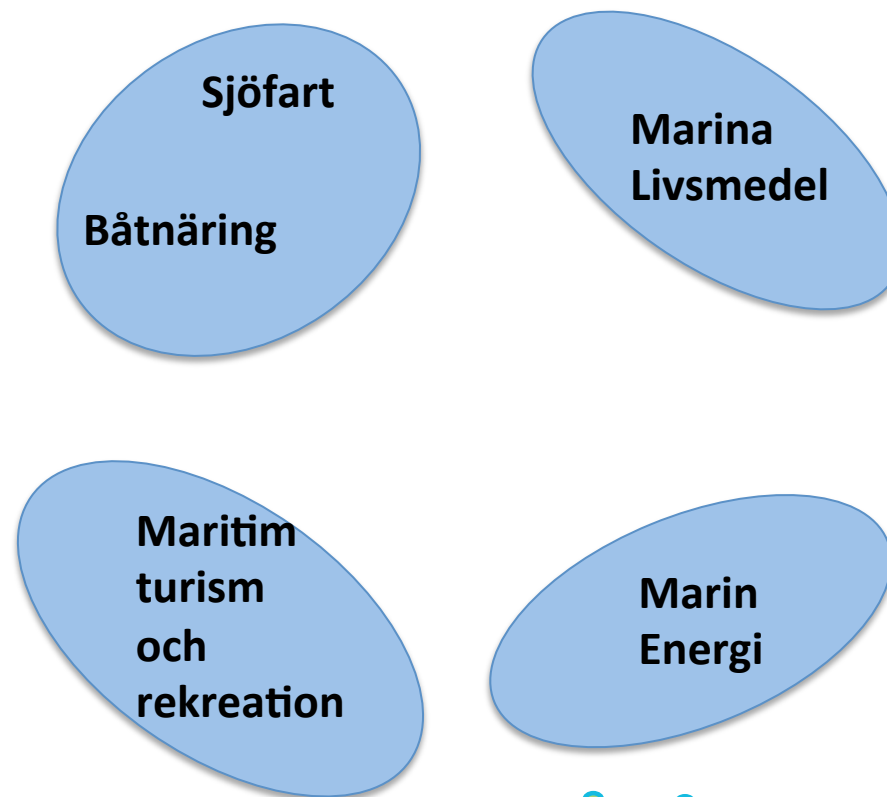 Sjöfart
Båtnäring
Marina
Livsmedel
Maritim
turism
och
rekreation
Marin
Energi